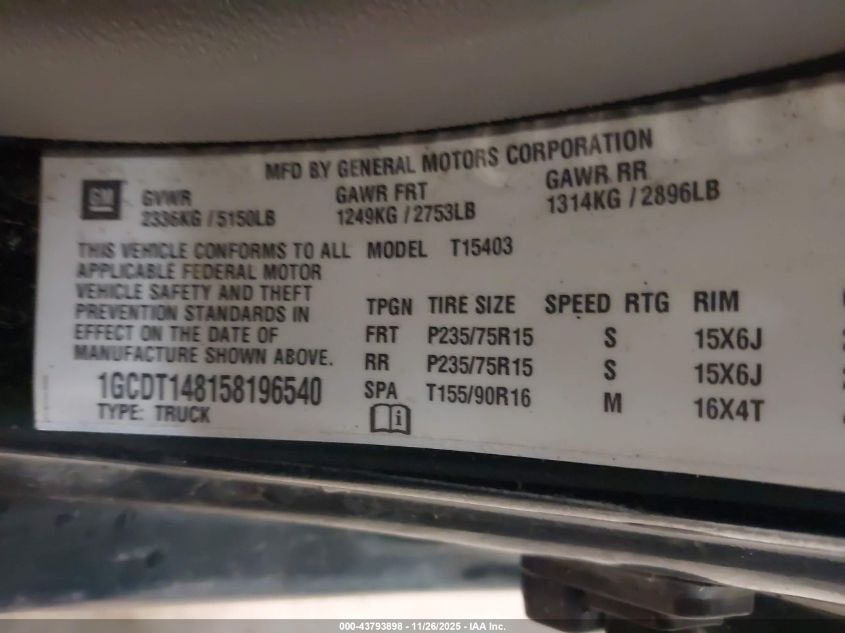 MFD BY GENERAL MOTORS CORPORATION
GM
GVWR GAWR FRT GAWR RR
2336KG / 5150LB 1249KG / 2753LB 1314KG / 2896LB
THIS VEHICLE CONFORMS TO ALL
APPLICABLE FEDERAL MOTOR
VEHICLE SAFETY AND THEFT
PREVENTION STANDARDS IN
EFFECT ON THE DATE OF
MANUFACTURE SHOWN ABOVE.
1GCDT148158196540
TYPE: TRUCK
MODEL T15403
TPGN TIRE SIZE SPEED RTG RIM
FRT P235/75R15 S 15X6J
RR P235/75R15 S 15X6J
SPA T155/90R16 M 16X4T
000-43793898 - 11/26/2025 - IAA Inc.